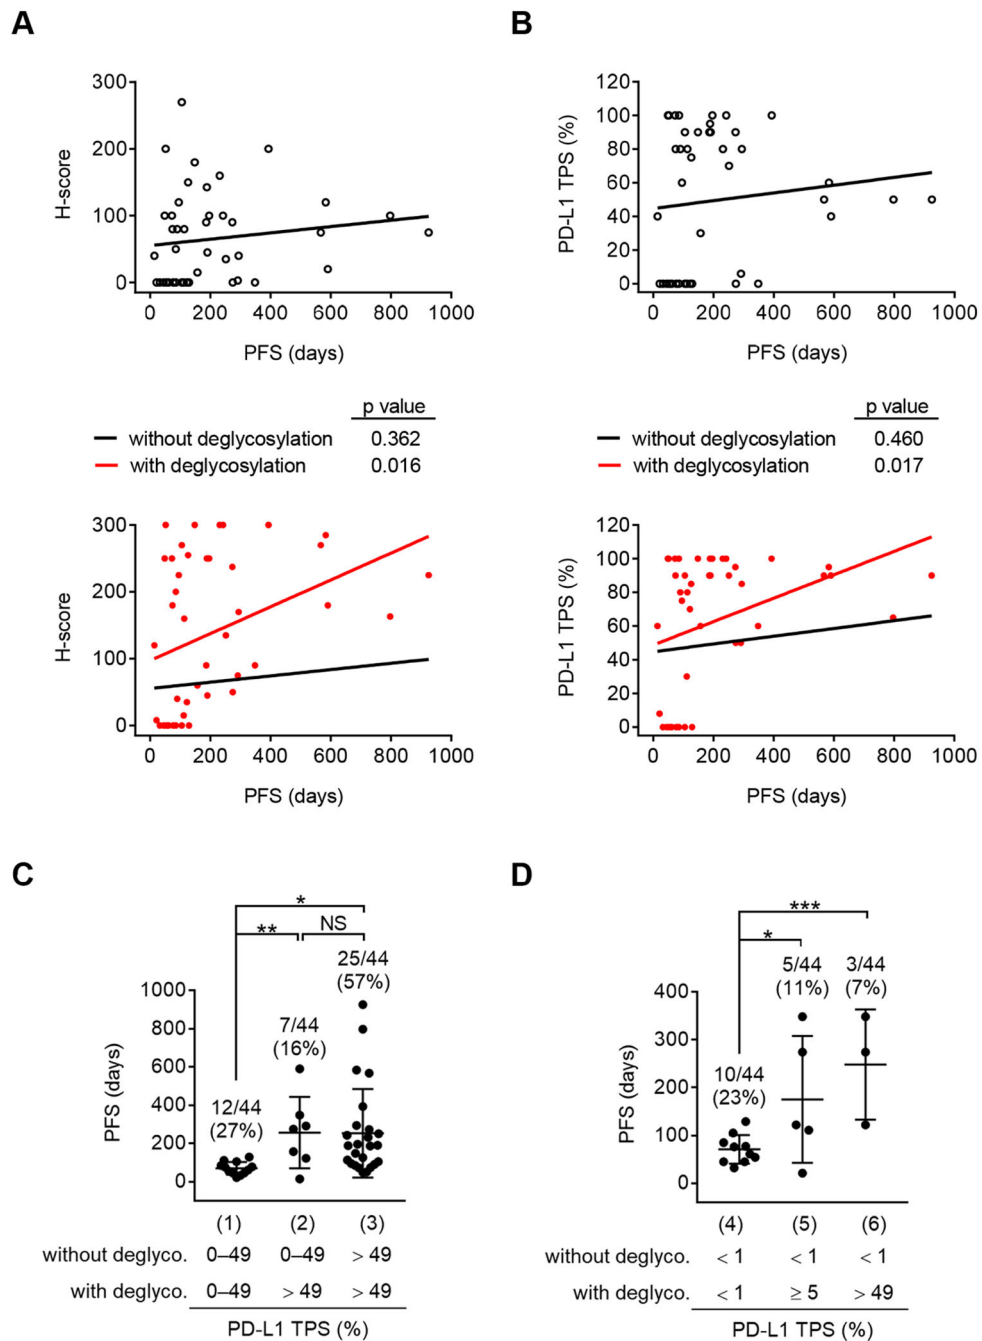 A
B
300
200
100
0
H-score
0 200 400 600 800 1000
PFS (days)
120
100
80
60
40
20
0
PD-L1 TPS (%)
0 200 400 600 800 1000
PFS (days)
p value
without deglycosylation 0.362
with deglycosylation 0.016
p value
without deglycosylation 0.460
with deglycosylation 0.017
300
200
100
0
H-score
0 200 400 600 800 1000
PFS (days)
120
100
80
60
40
20
0
PD-L1 TPS (%)
0 200 400 600 800 1000
PFS (days)
C
*
** NS
25/44
(57%)
7/44
(16%)
12/44
(27%)
1000
800
600
400
200
0
PFS (days)
(1) (2) (3)
without deglyco. 0–49 0–49 > 49
with deglyco. 0–49 > 49 > 49
PD-L1 TPS (%)
D
***
*
5/44 3/44
(11%) (7%)
10/44
(23%)
400
300
200
100
0
PFS (days)
(4) (5) (6)
without deglyco. < 1 < 1 < 1
with deglyco. < 1 ≥ 5 > 49
PD-L1 TPS (%)